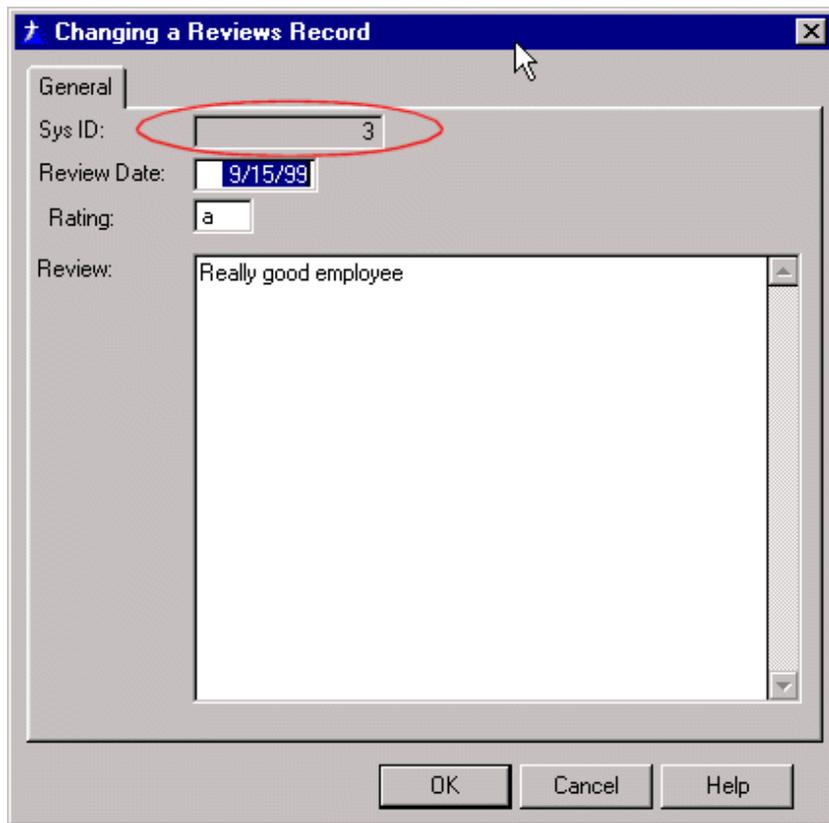 Changing a Reviews Record
General
Sys ID: 3
Review Date: 9/15/99
Rating: a
Review: Really good employee
OK Cancel Help